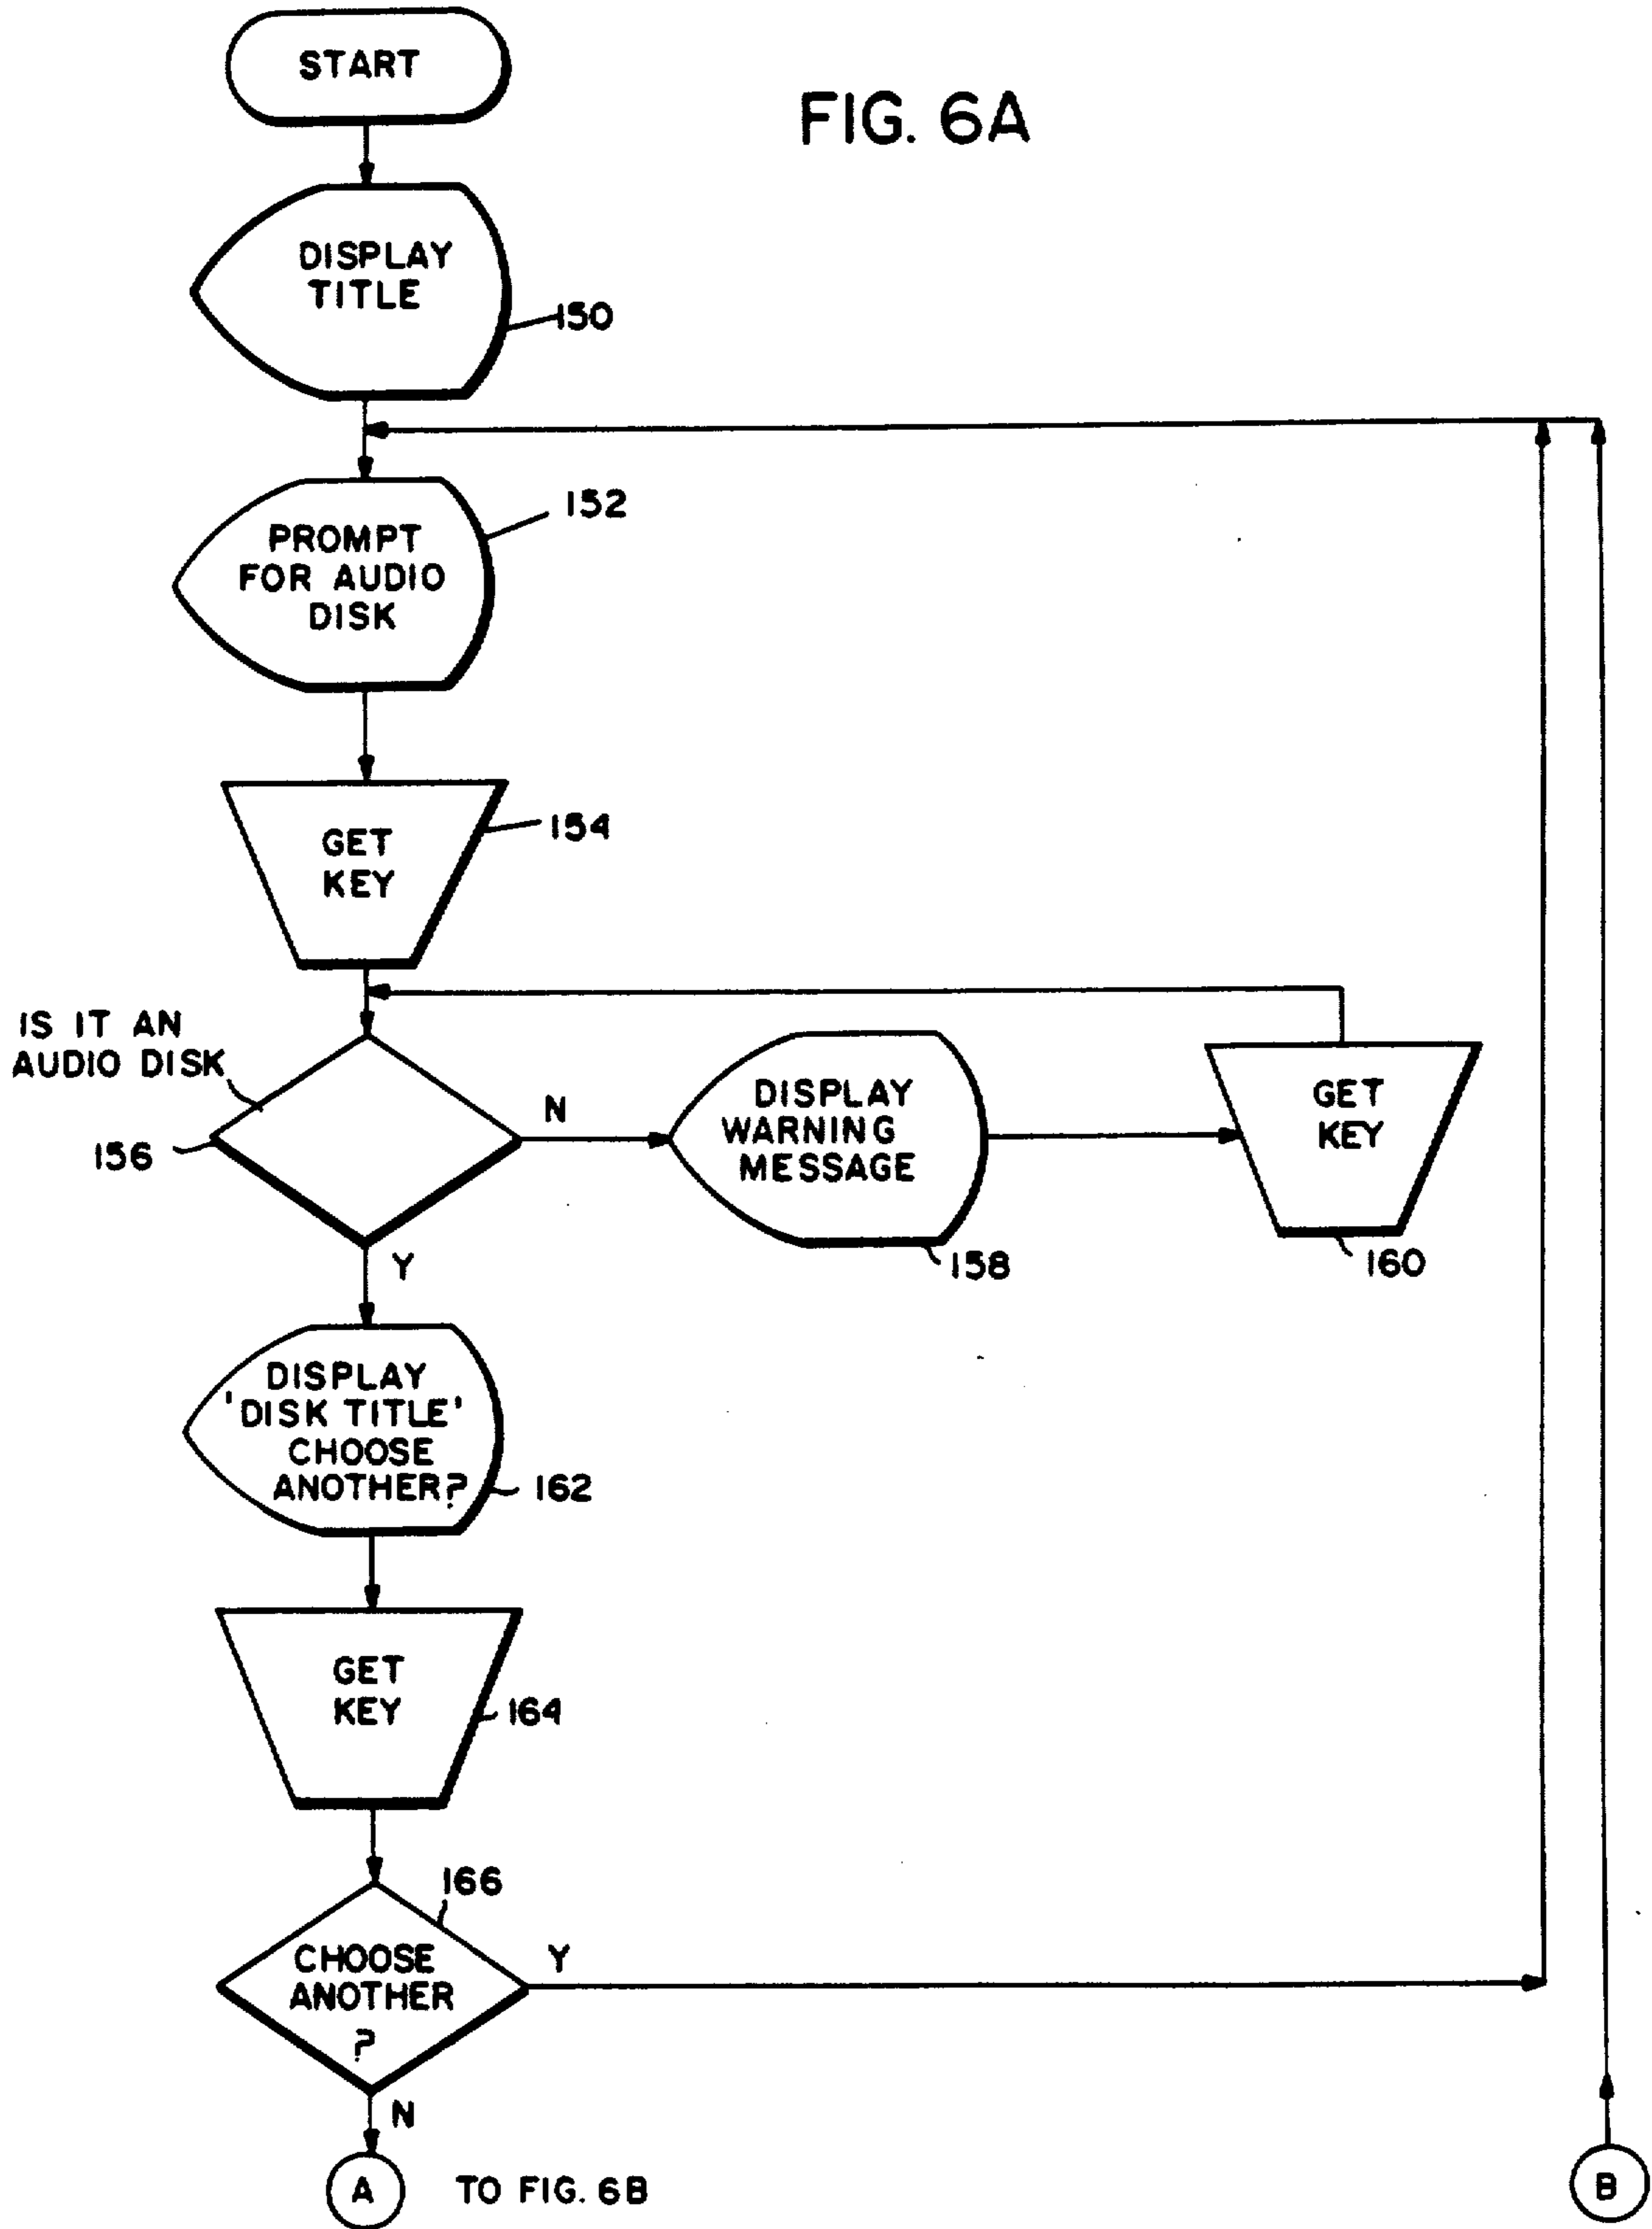 START
FIG. 6A
DISPLAY
TITLE
150
152
PROMPT
FOR AUDIO
DISK
154
GET
KEY
IS IT AN
AUDIO DISK
156
N
DISPLAY
WARNING
MESSAGE
158
GET
KEY
160
Y
DISPLAY
'DISK TITLE'
CHOOSE
ANOTHER?
162
GET
KEY
164
166
CHOOSE
ANOTHER
?
Y
N
A
TO FIG. 6B
B